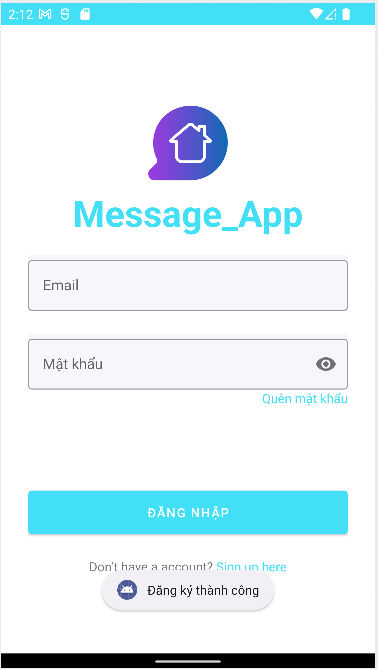 2:12
Message_App
Email
Mật khẩu
Quên mật khẩu
ĐĂNG NHẬP
Don't have a account? Sign up here
Đăng ký thành công